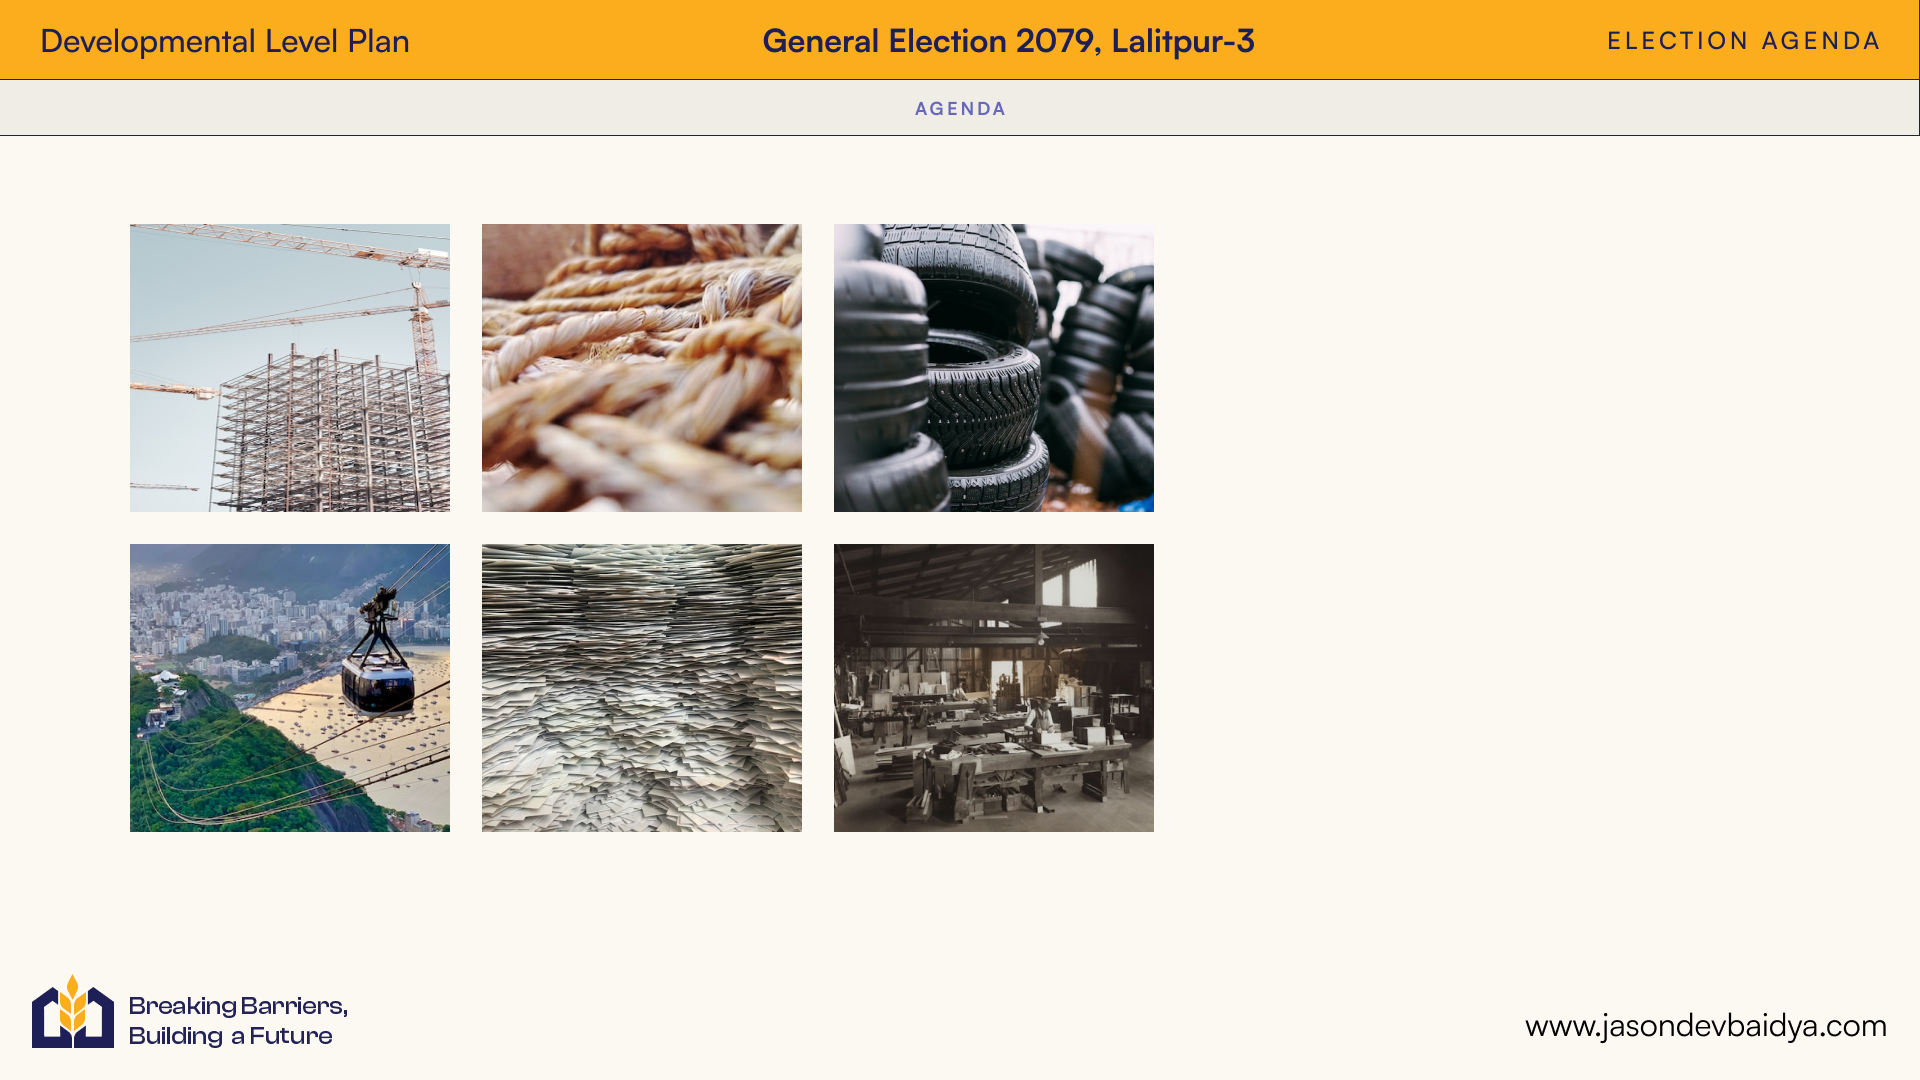 Developmental Level Plan
General Election 2079, Lalitpur-3
ELECTION AGENDA
AGENDA
Breaking Barriers,
Building a Future
www.jasondevbaidya.com